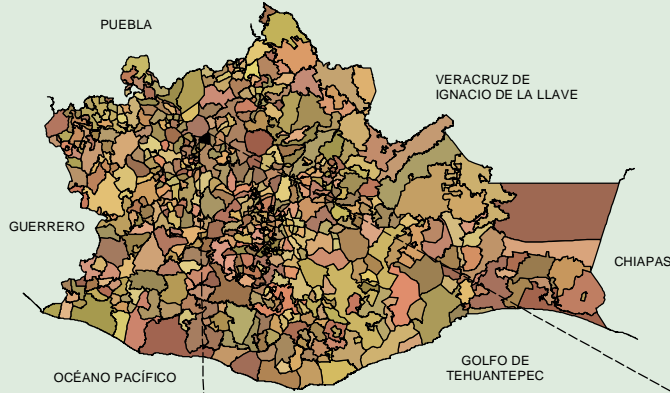 PUEBLA
VERACRUZ DE
IGNACIO DE LA LLAVE
GUERRERO
CHIAPAS
OCÉANO PACÍFICO
GOLFO DE
TEHUANTEPEC